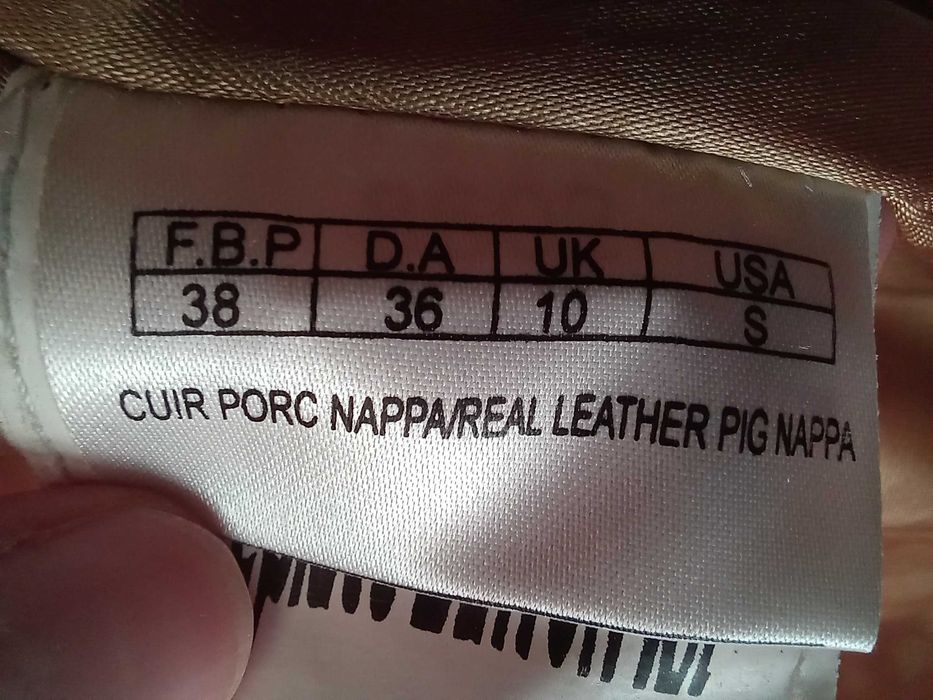 F.B.P D.A UK USA
38 36 10 S
CUIR PORC NAPPA/REAL LEATHER PIG NAPPA